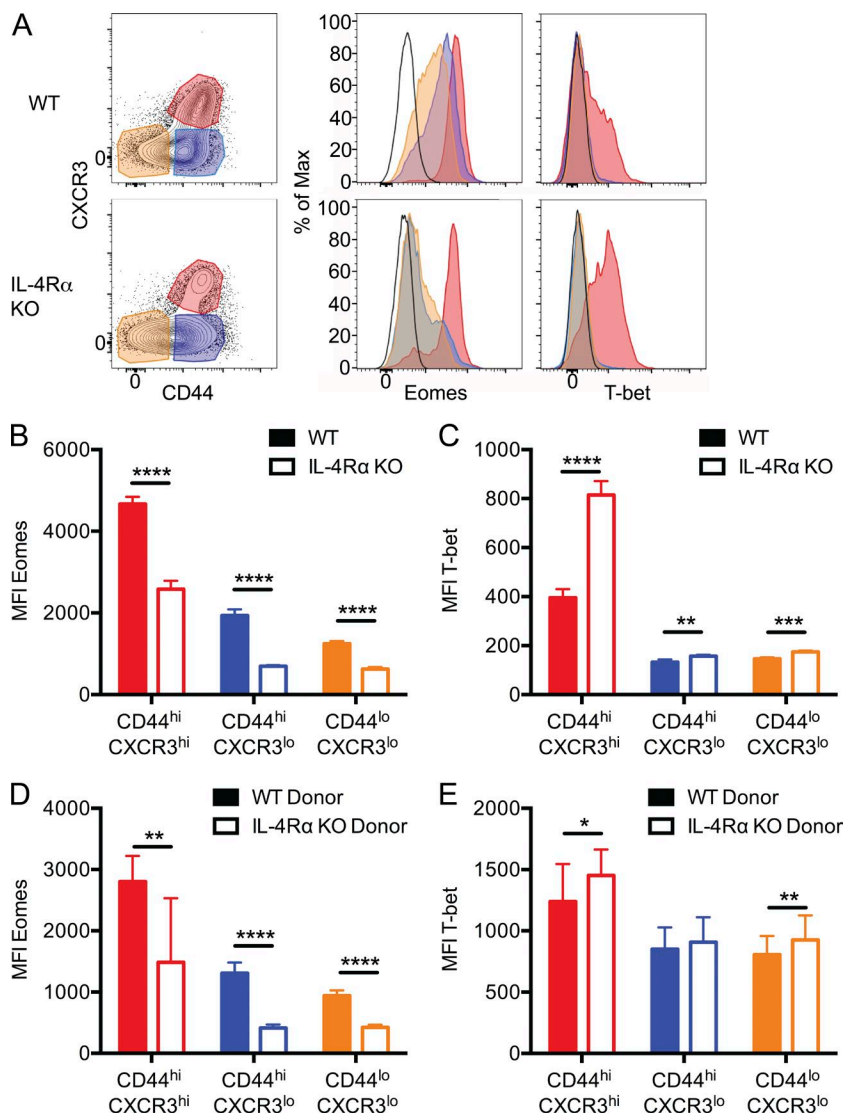 A
WT
IL-4Rα
KO
CXCR3
0
0
0
CD44
% of Max
100
80
60
40
20
0
100
80
60
40
20
0
0
0
Eomes
T-bet
B
6000
4000
2000
0
MFI Eomes
WT
IL-4Rα KO
****
****
****
CD44hi
CXCR3hi
CD44hi
CXCR3lo
CD44lo
CXCR3lo
C
1000
800
600
400
200
0
MFI T-bet
WT
IL-4Rα KO
****
**
***
CD44hi
CXCR3hi
CD44hi
CXCR3lo
CD44lo
CXCR3lo
D
4000
3000
2000
1000
0
MFI Eomes
WT Donor
IL-4Rα KO Donor
**
****
****
CD44hi
CXCR3hi
CD44hi
CXCR3lo
CD44lo
CXCR3lo
E
2000
1500
1000
500
0
MFI T-bet
WT Donor
IL-4Rα KO Donor
*
**
CD44hi
CXCR3hi
CD44hi
CXCR3lo
CD44lo
CXCR3lo